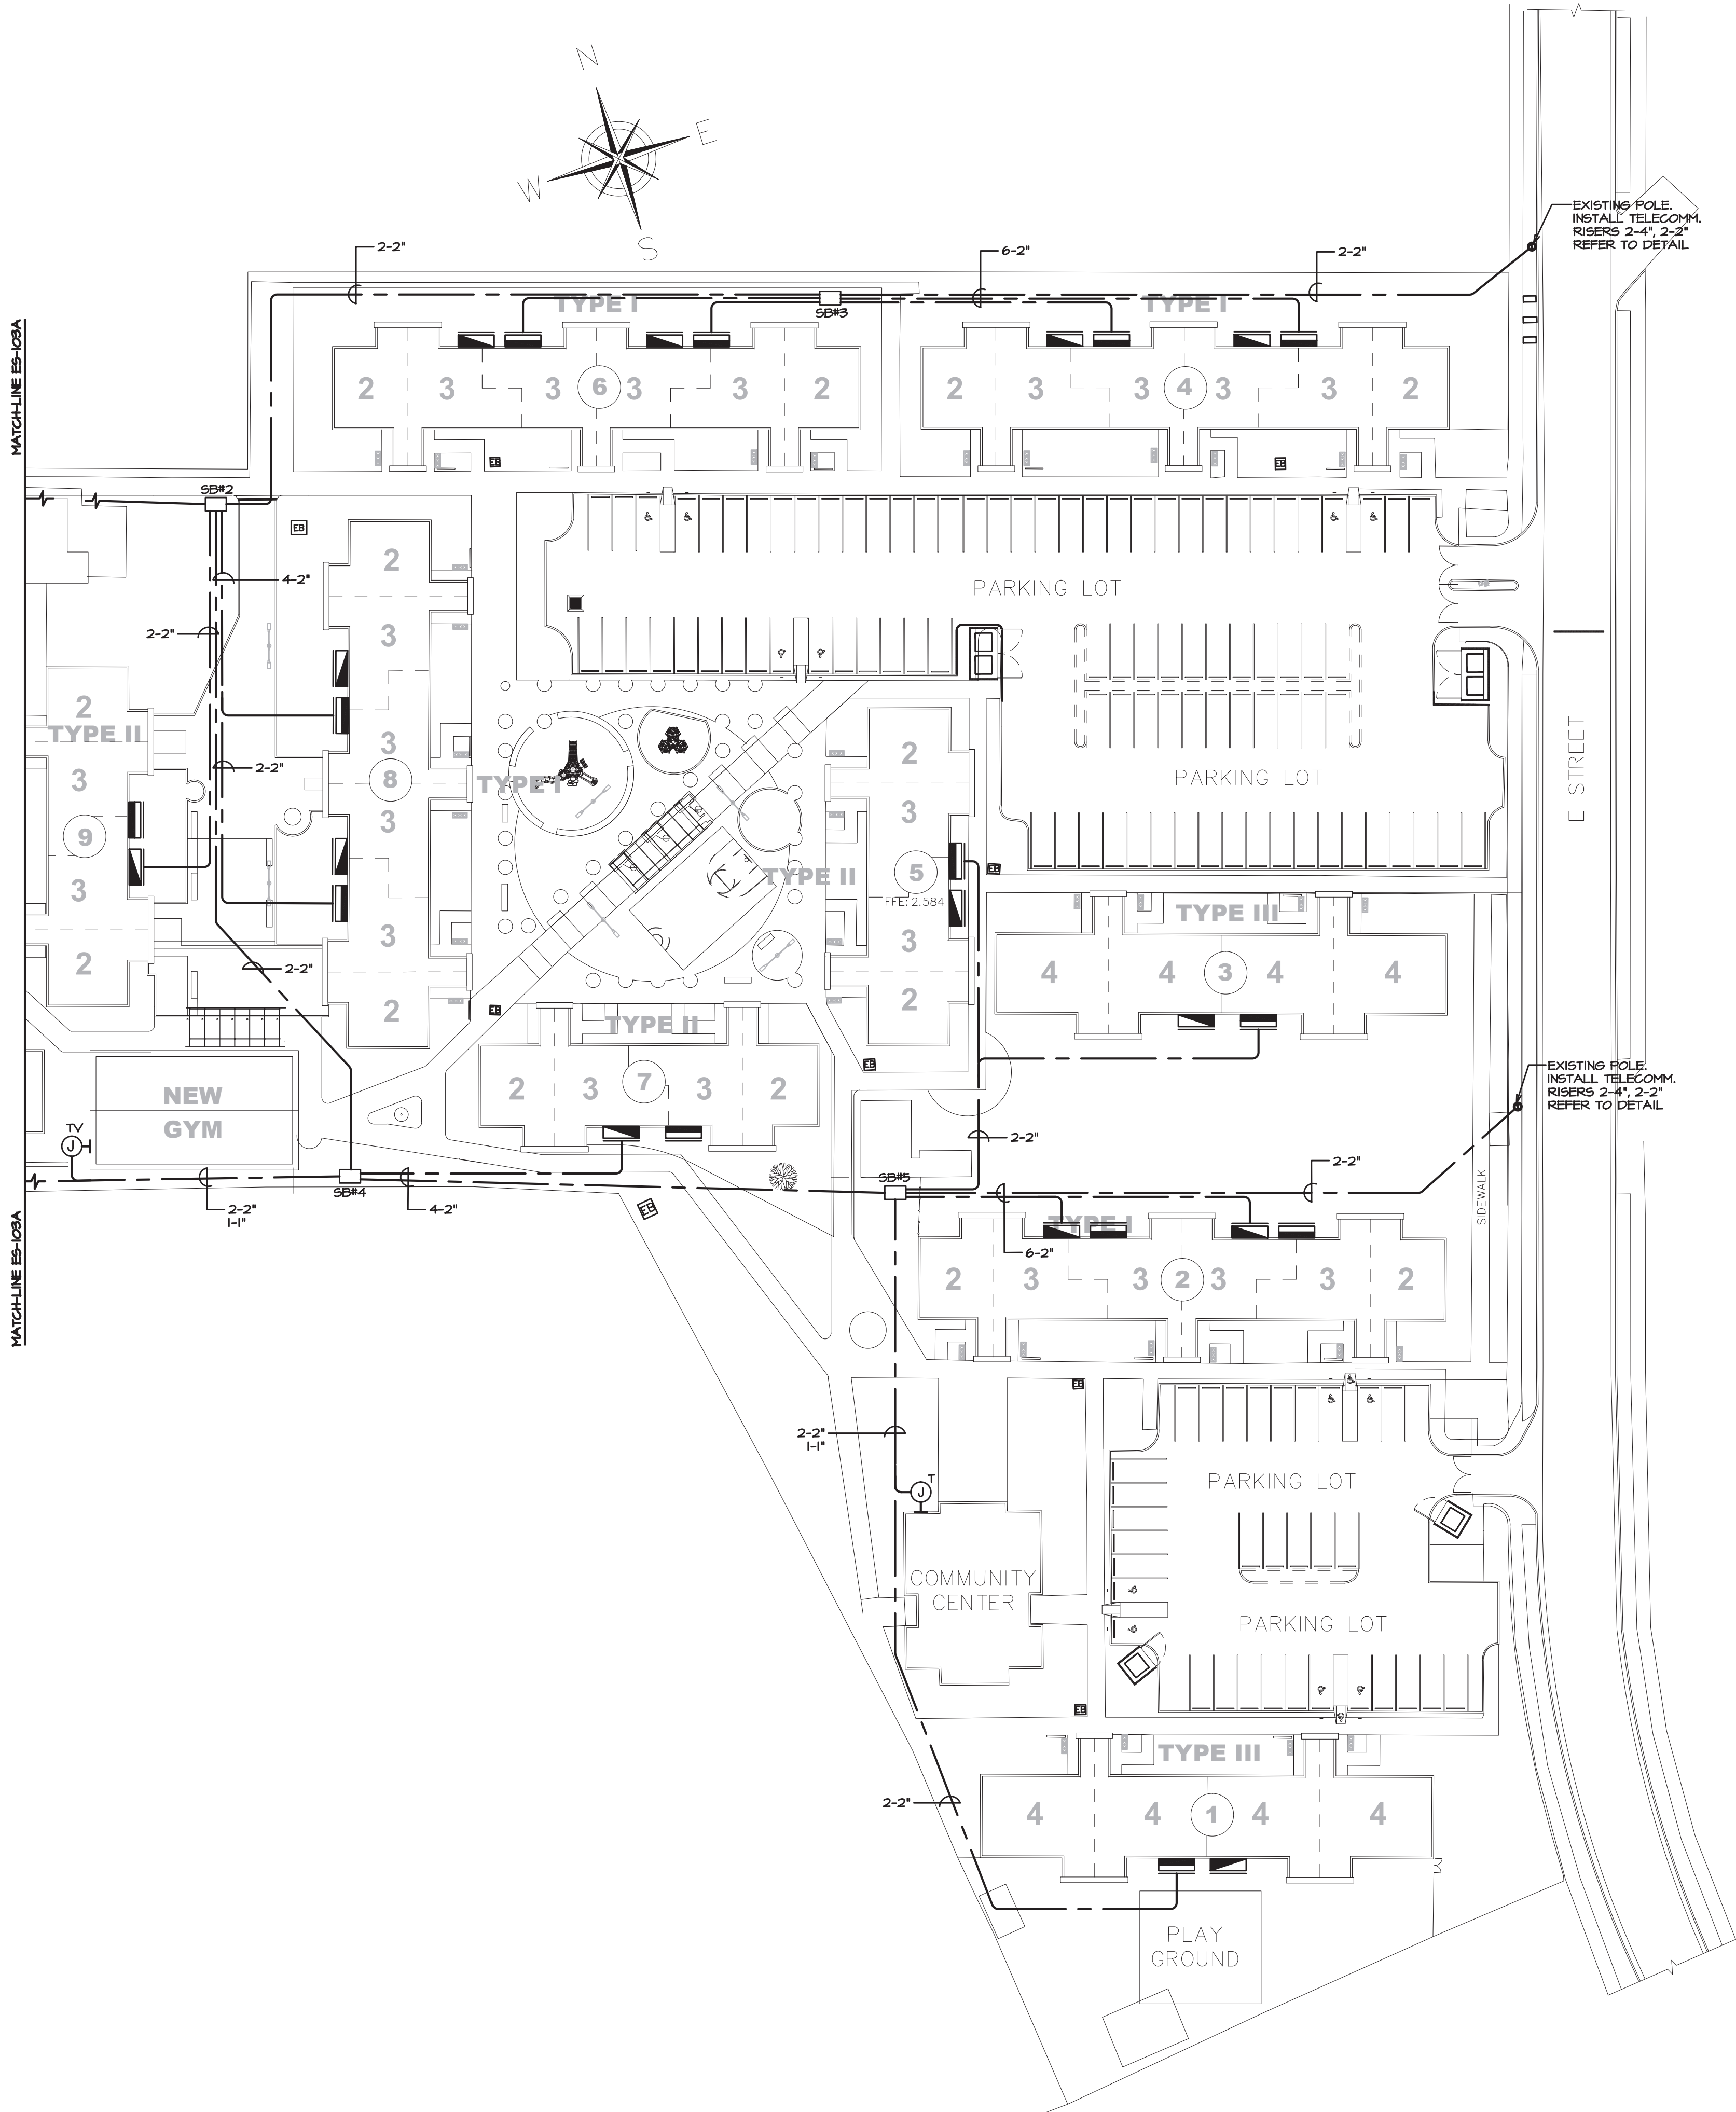 N
E
W
S
EXISTING POLE.
INSTALL TELECOMM.
RISERS 2-4", 2-2"
REFER TO DETAIL
2-2"
6-2"
2-2"
TYPE I
SB#3
TYPE I
MATCH-LINE ES-103A
2 3 3 6 3 3 2
2 3 3 4 3 3 2
EB
EB
SB#2
EB
4-2"
2-2"
2
3
3
8
3
3
2
TYPE I
PARKING LOT
PARKING LOT
E STREET
2
TYPE II
3
9
3
2
2-2"
2-2"
2
3
TYPE II
5
FFE: 2.584
3
2
EB
EB
TYPE III
4 4 3 4 4
EB
TYPE II
2 3 7 3 2
NEW
GYM
TV
J
2-2"
1-1"
SB#4
4-2"
EB
SB#5
2-2"
EXISTING POLE.
INSTALL TELECOMM.
RISERS 2-4", 2-2"
REFER TO DETAIL
2-2"
SIDEWALK
TYPE I
6-2"
2 3 3 2 3 3 2
MATCH-LINE ES-103A
EB
2-2"
1-1"
T
J
PARKING LOT
COMMUNITY
CENTER
PARKING LOT
EB
TYPE III
2-2"
4 4 1 4 4
PLAY
GROUND